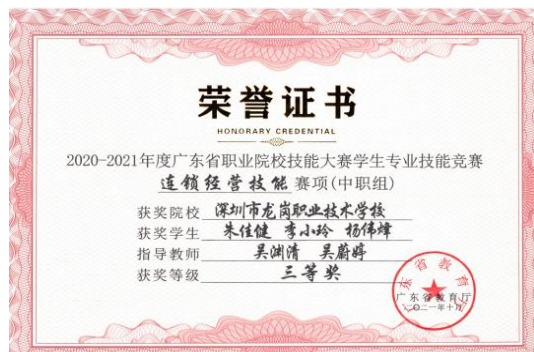 荣誉证书
HONORARY CREDENTIAL
2020-2021年度广东省职业院校技能大赛学生专业技能竞赛
连锁经营技能 赛项(中职组)
获奖院校 深圳市龙岗职业技术学校
获奖学生 朱佳健 李小玲 杨伟烽
指导教师 吴渊清 吴蔚婷
获奖等级 三等奖
广东省教育厅
广东省教育厅
二〇二一年十月